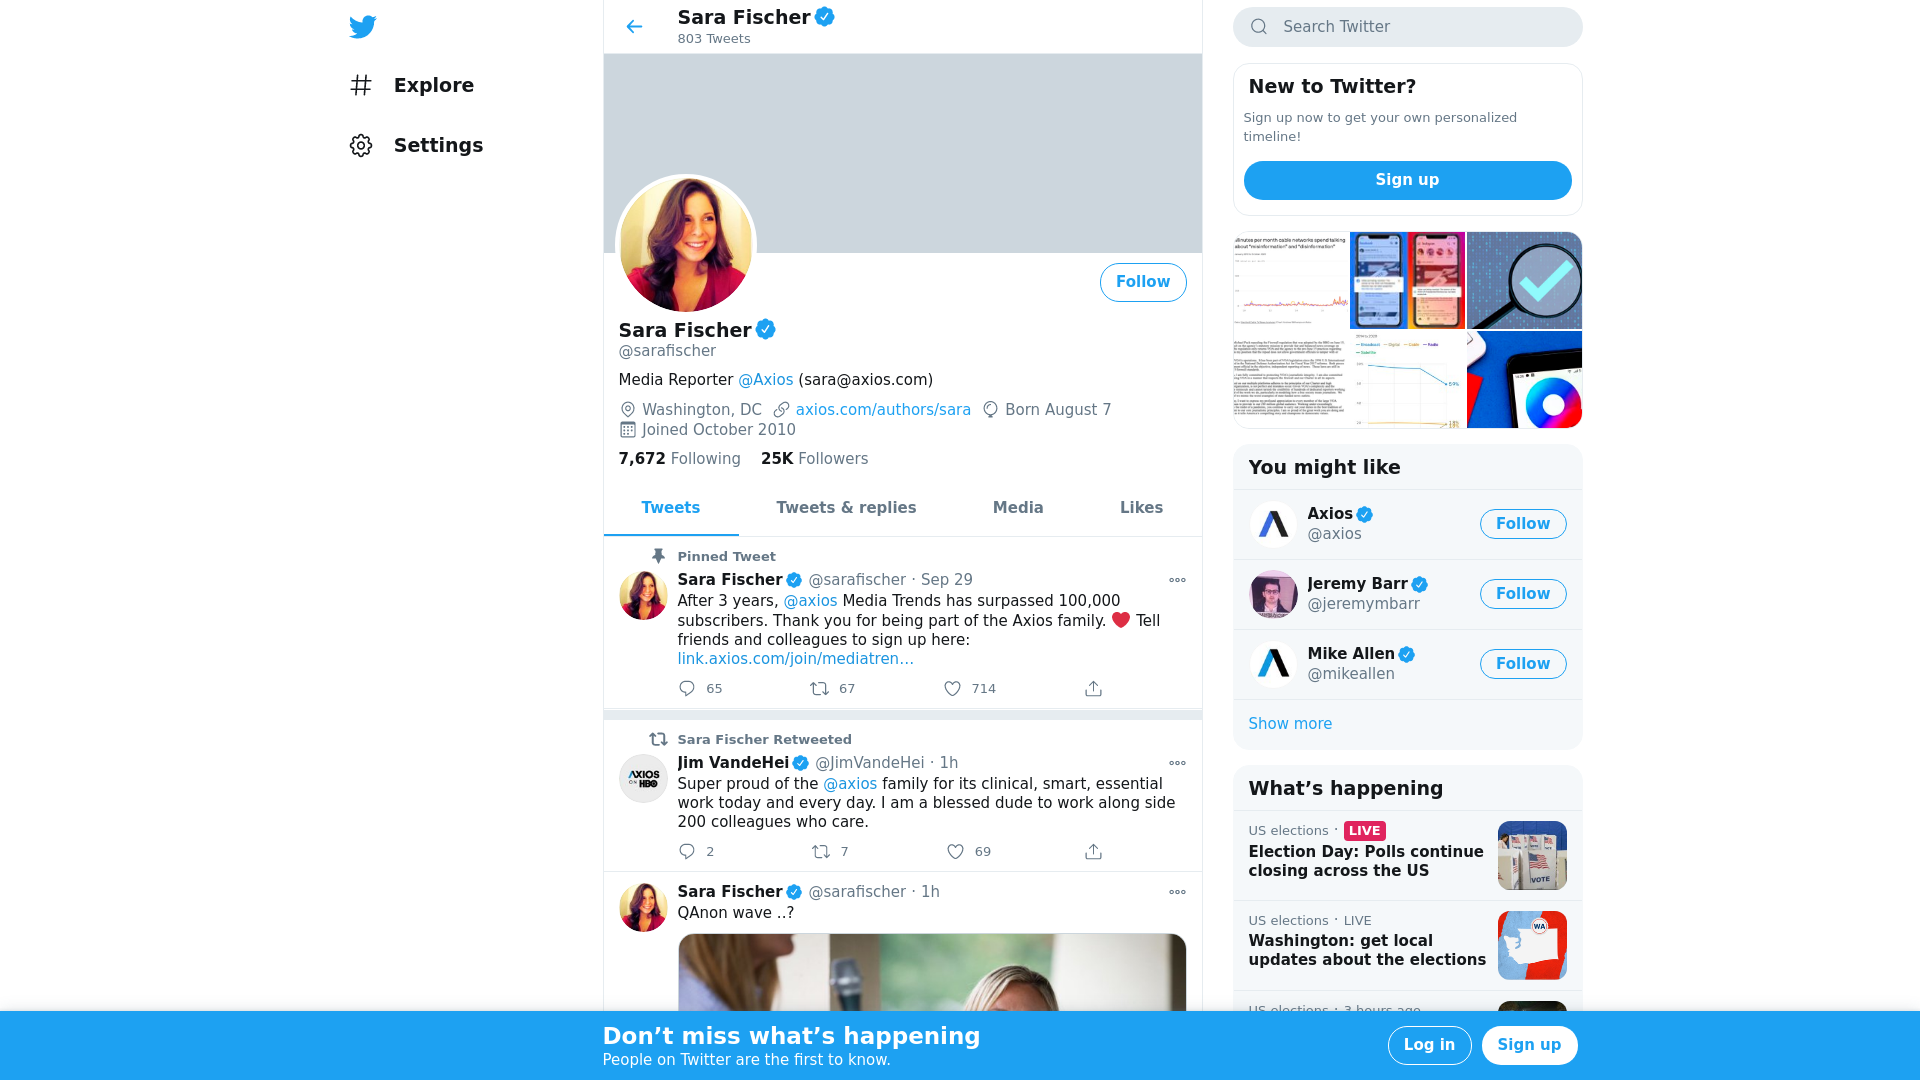 Explore
Settings
Sara Fischer
803 Tweets
Follow
Sara Fischer
@sarafischer
Media Reporter @Axios (sara@axios.com)
Washington, DC axios.com/authors/sara Born August 7
Joined October 2010
7,672 Following 25K Followers
Tweets Tweets & replies Media Likes
Pinned Tweet
Sara Fischer @sarafischer · Sep 29
After 3 years, @axios Media Trends has surpassed 100,000
subscribers. Thank you for being part of the Axios family. Tell
friends and colleagues to sign up here:
link.axios.com/join/mediatren…
65 67 714
Sara Fischer Retweeted
AXIOS
ON HBO
Jim VandeHei @JimVandeHei · 1h
Super proud of the @axios family for its clinical, smart, essential
work today and every day. I am a blessed dude to work along side
200 colleagues who care.
2 7 69
Sara Fischer @sarafischer · 1h
QAnon wave ..?
Search Twitter
New to Twitter?
Sign up now to get your own personalized
timeline!
Sign up
You might like
Axios
@axios
Follow
Jeremy Barr
@jeremymbarr
Follow
Mike Allen
@mikeallen
Follow
Show more
What’s happening
US elections · LIVE
Election Day: Polls continue
closing across the US
VOTE
US elections · LIVE
Washington: get local
updates about the elections
WA
US elections · 3 hours ago
Don’t miss what’s happening
People on Twitter are the first to know.
Log in
Sign up